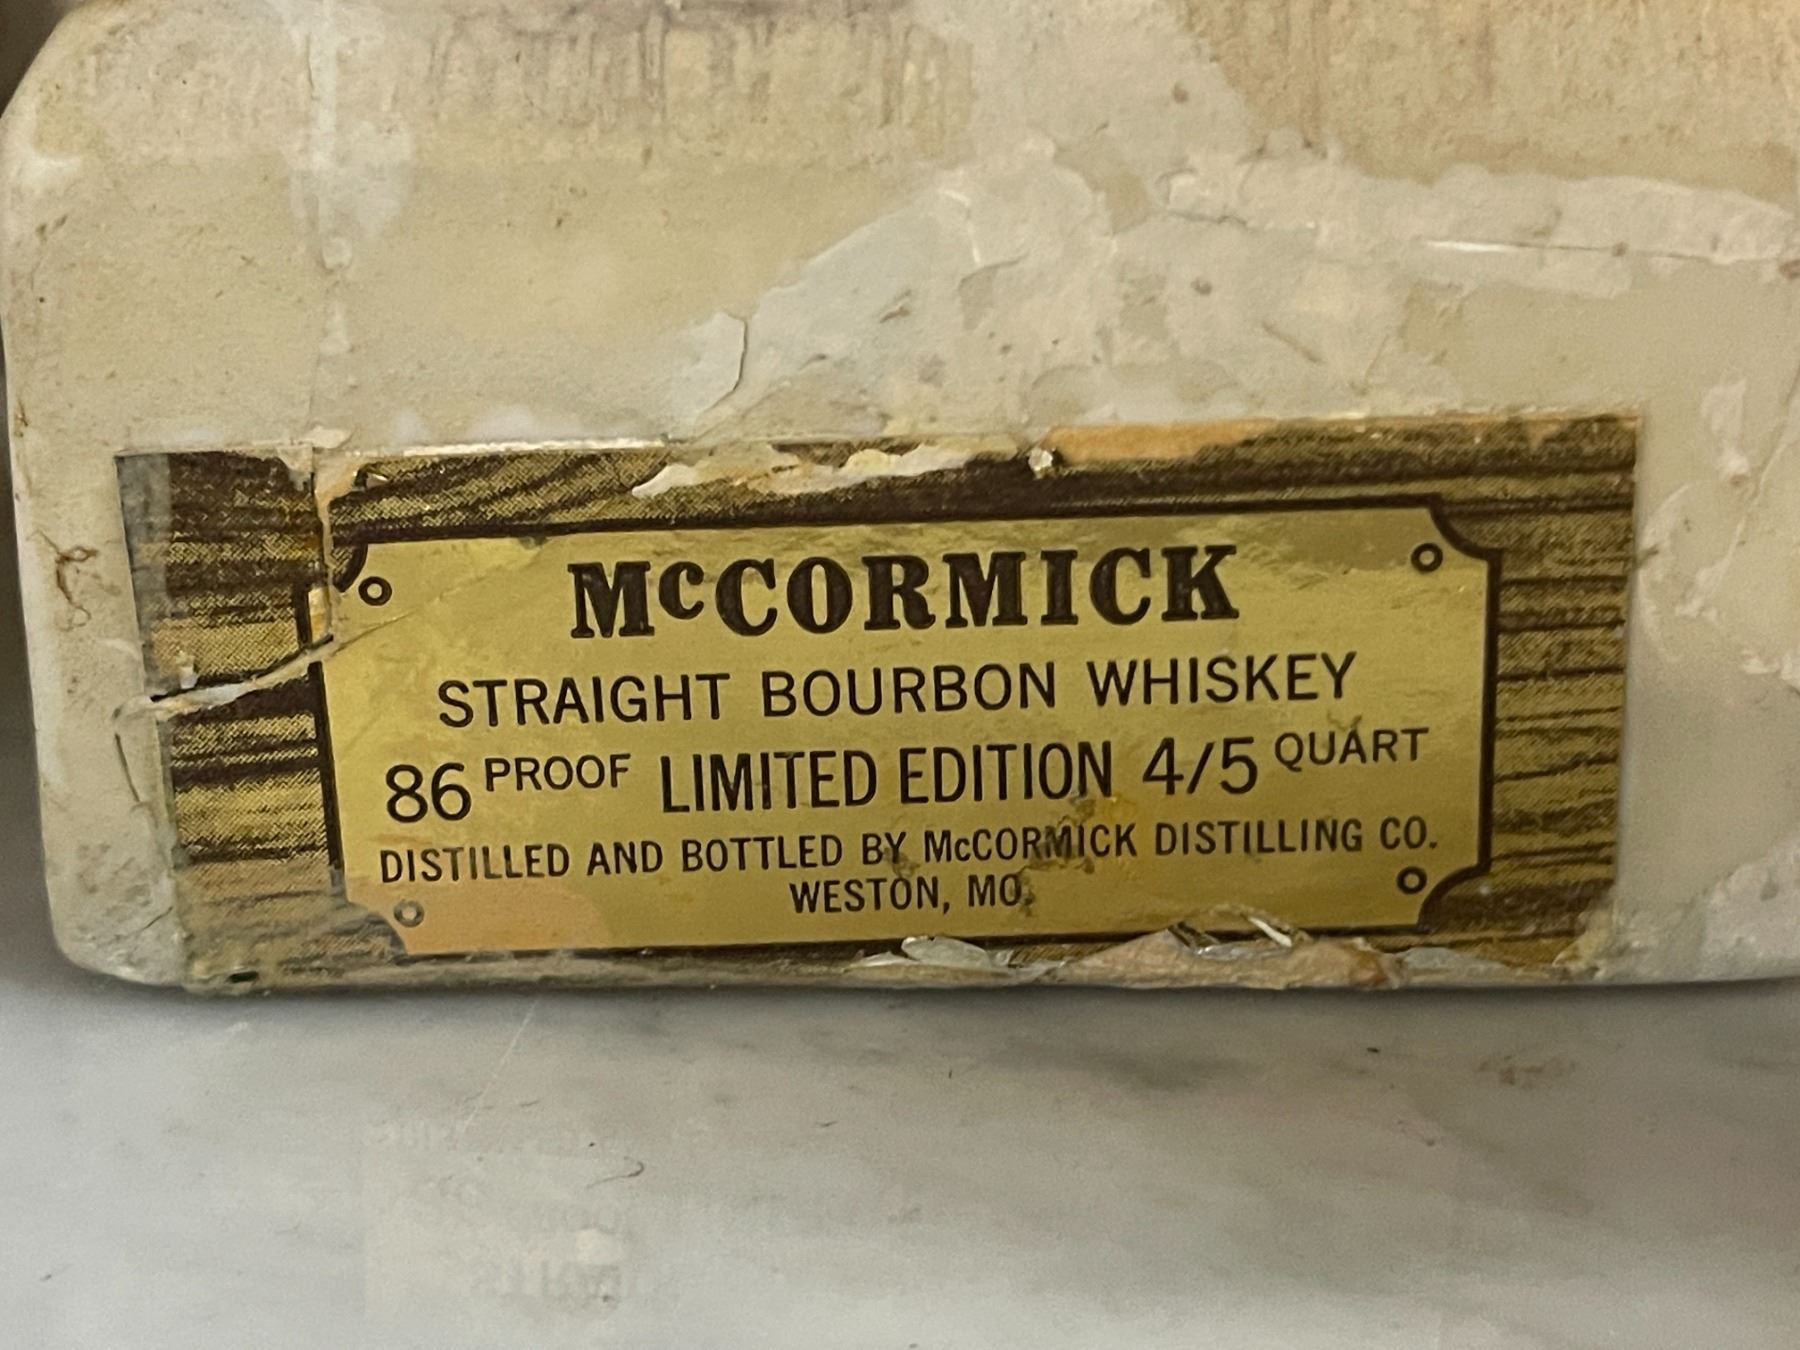 McCORMICK
STRAIGHT BOURBON WHISKEY
86 PROOF LIMITED EDITION 4/5 QUART
DISTILLED AND BOTTLED BY McCORMICK DISTILLING CO.
WESTON, MO.